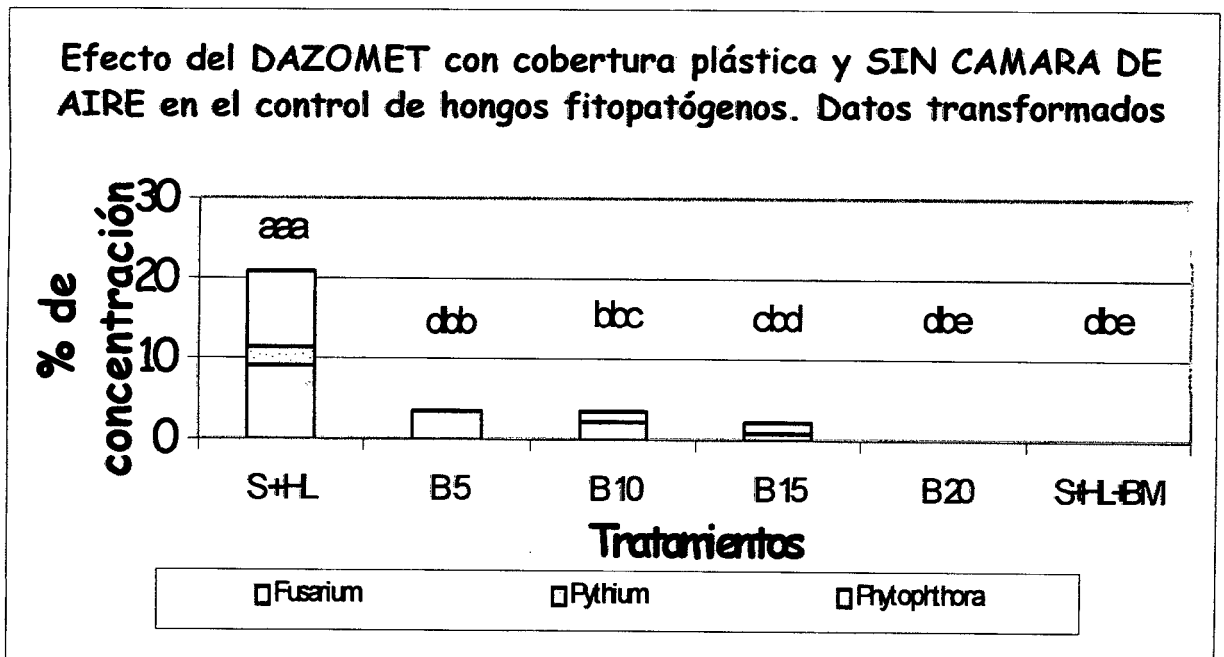 Efecto del DAZOMET con cobertura plástica y SIN CAMARA DE
AIRE en el control de hongos fitopatógenos. Datos transformados
% de
concentración
30
20
10
0
aaa
dbb
bbc
dbd
dbe
dbe
S+HL
B5
B10
B15
B20
S+HL+BM
Tratamientos
Fusarium
Pythium
Phytophthora